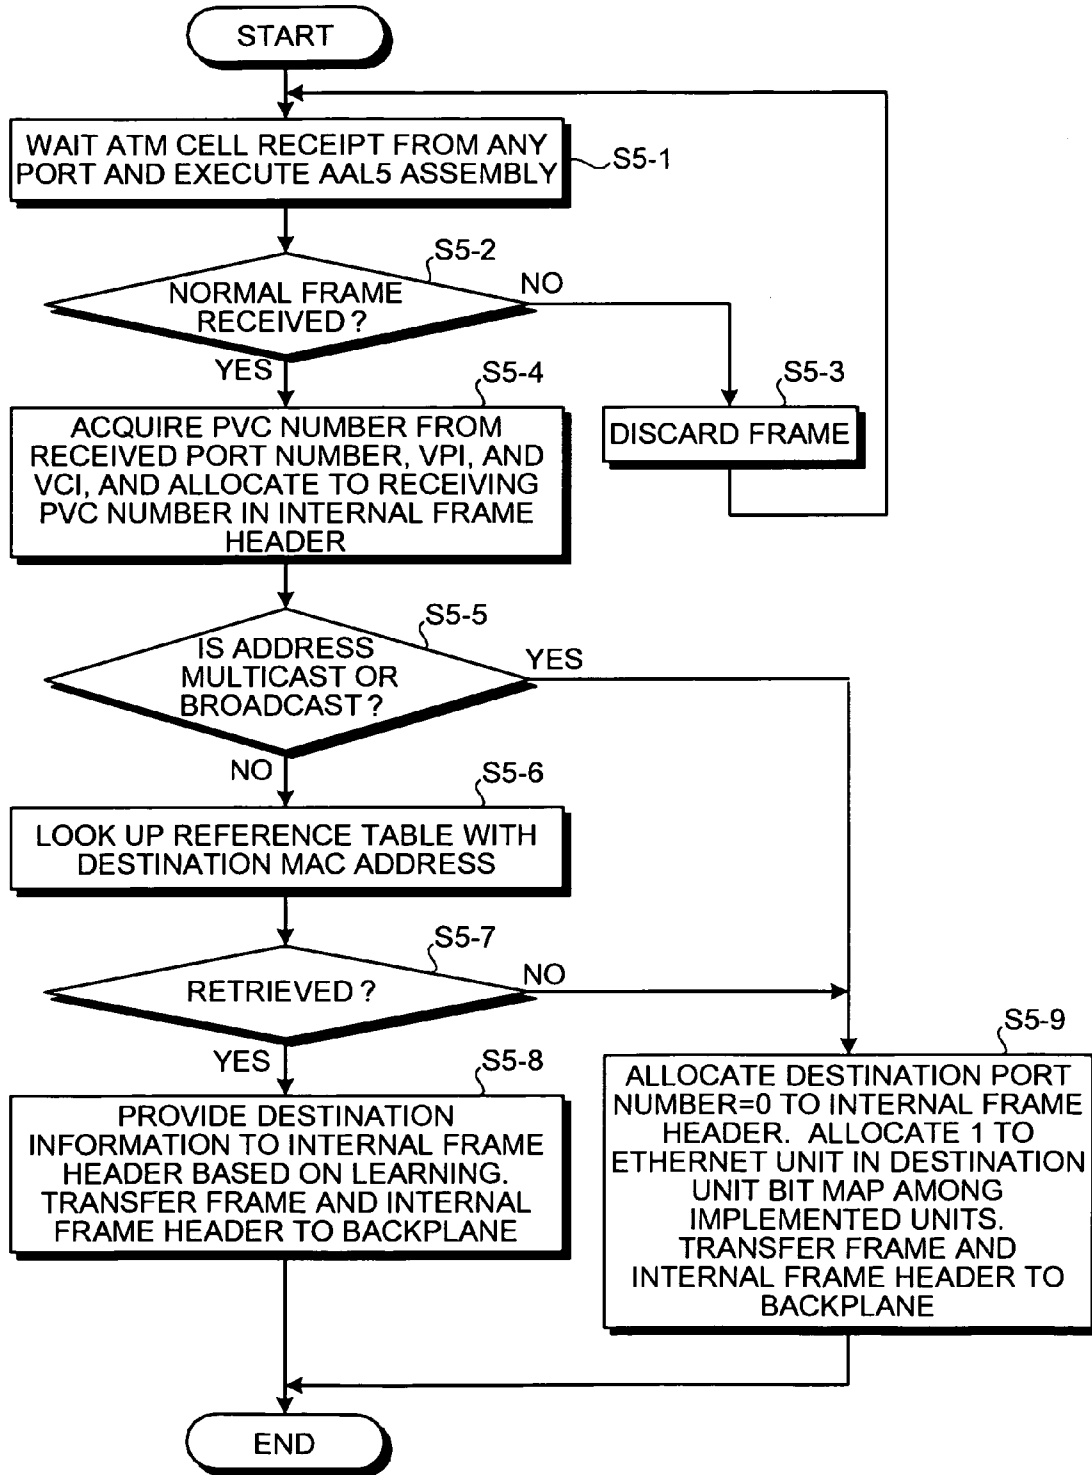 START
WAIT ATM CELL RECEIPT FROM ANY
PORT AND EXECUTE AAL5 ASSEMBLY
S5-1
S5-2
NORMAL FRAME
RECEIVED ?
NO
YES
S5-3
DISCARD FRAME
S5-4
ACQUIRE PVC NUMBER FROM
RECEIVED PORT NUMBER, VPI, AND
VCI, AND ALLOCATE TO RECEIVING
PVC NUMBER IN INTERNAL FRAME
HEADER
S5-5
IS ADDRESS
MULTICAST OR
BROADCAST ?
YES
NO
S5-6
LOOK UP REFERENCE TABLE WITH
DESTINATION MAC ADDRESS
S5-7
RETRIEVED ?
NO
YES
S5-8
PROVIDE DESTINATION
INFORMATION TO INTERNAL FRAME
HEADER BASED ON LEARNING.
TRANSFER FRAME AND INTERNAL
FRAME HEADER TO BACKPLANE
S5-9
ALLOCATE DESTINATION PORT
NUMBER=0 TO INTERNAL FRAME
HEADER. ALLOCATE 1 TO
ETHERNET UNIT IN DESTINATION
UNIT BIT MAP AMONG
IMPLEMENTED UNITS.
TRANSFER FRAME AND
INTERNAL FRAME HEADER TO
BACKPLANE
END